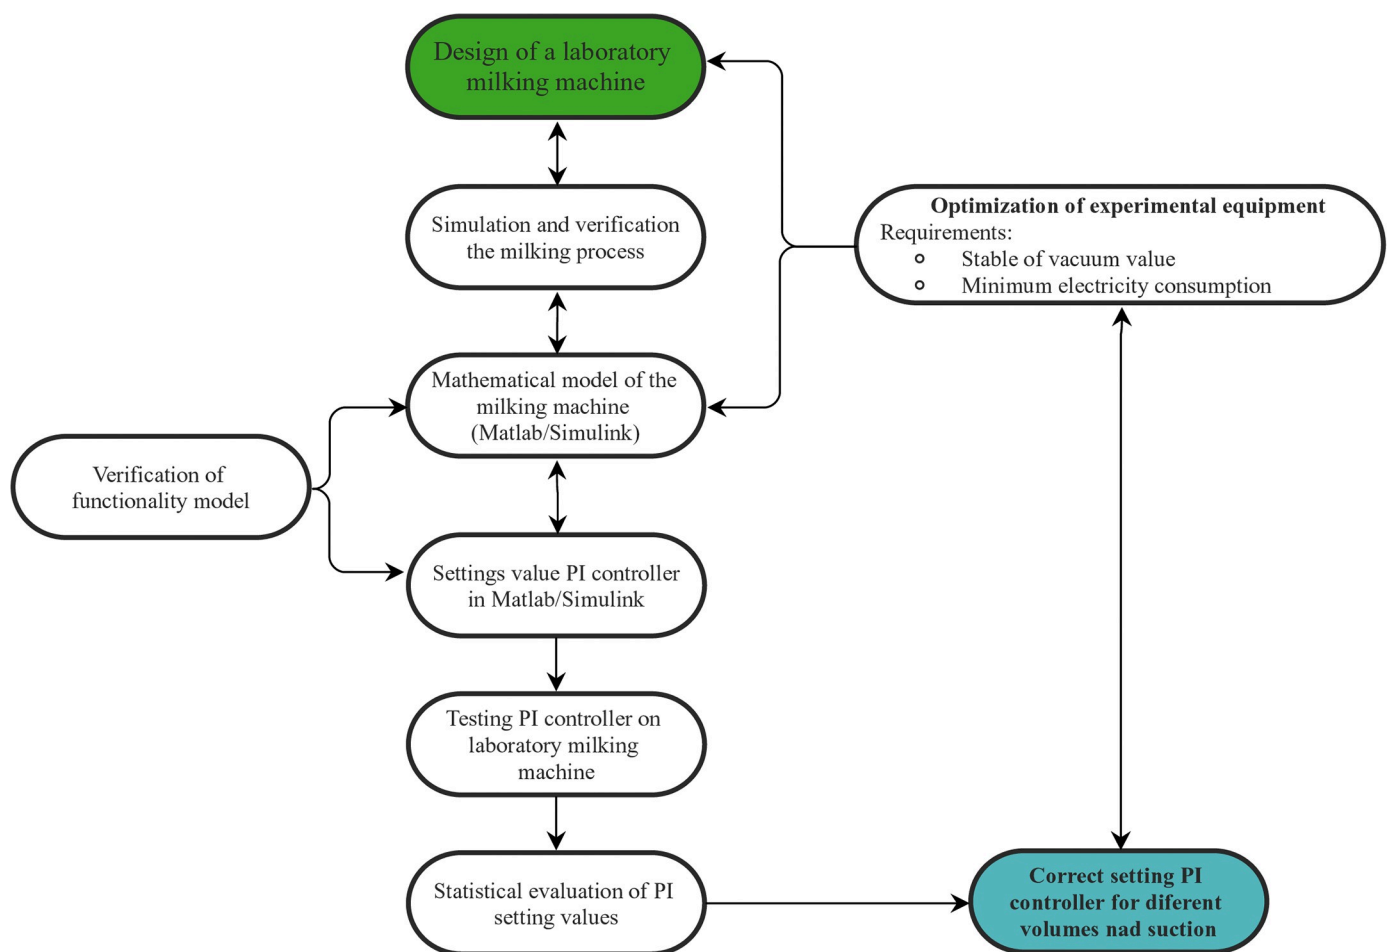 Design of a laboratory
milking machine
Simulation and verification
the milking process
Optimization of experimental equipment
Requirements:
Stable of vacuum value
Minimum electricity consumption
Mathematical model of the
milking machine
(Matlab/Simulink)
Verification of
functionality model
Settings value PI controller
in Matlab/Simulink
Testing PI controller on
laboratory milking
machine
Statistical evaluation of PI
setting values
Correct setting PI
controller for diferent
volumes nad suction